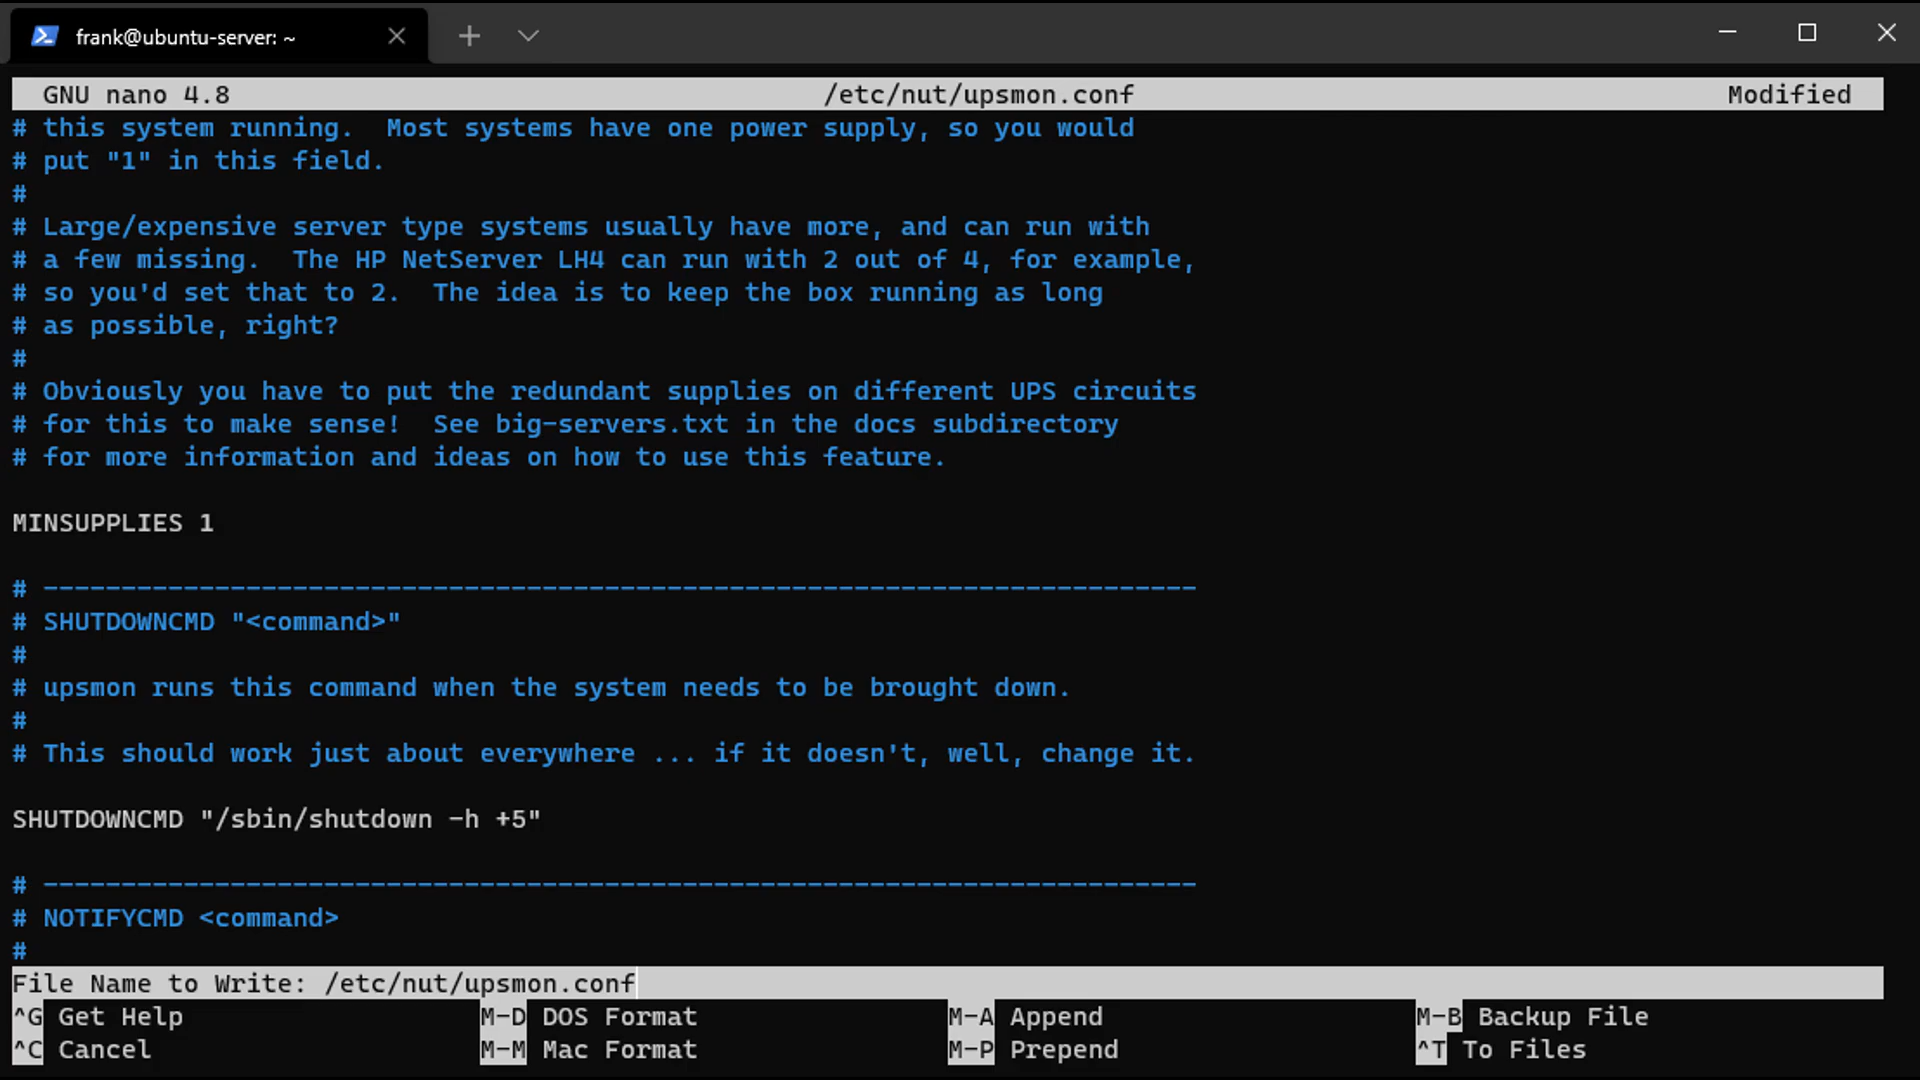 frank@ubuntu-server: ~
GNU nano 4.8 /etc/nut/upsmon.conf Modified
# this system running.  Most systems have one power supply, so you would
# put "1" in this field.
#
# Large/expensive server type systems usually have more, and can run with
# a few missing.  The HP NetServer LH4 can run with 2 out of 4, for example,
# so you'd set that to 2.  The idea is to keep the box running as long
# as possible, right?
#
# Obviously you have to put the redundant supplies on different UPS circuits
# for this to make sense!  See big-servers.txt in the docs subdirectory
# for more information and ideas on how to use this feature.
MINSUPPLIES 1
# --------------------------------------------------------------------------
# SHUTDOWNCMD "<command>"
#
# upsmon runs this command when the system needs to be brought down.
#
# This should work just about everywhere ... if it doesn't, well, change it.
SHUTDOWNCMD "/sbin/shutdown -h +5"
# --------------------------------------------------------------------------
# NOTIFYCMD <command>
#
File Name to Write: /etc/nut/upsmon.conf
^G Get Help M-D DOS Format M-A Append M-B Backup File
^C Cancel M-M Mac Format M-P Prepend ^T To Files